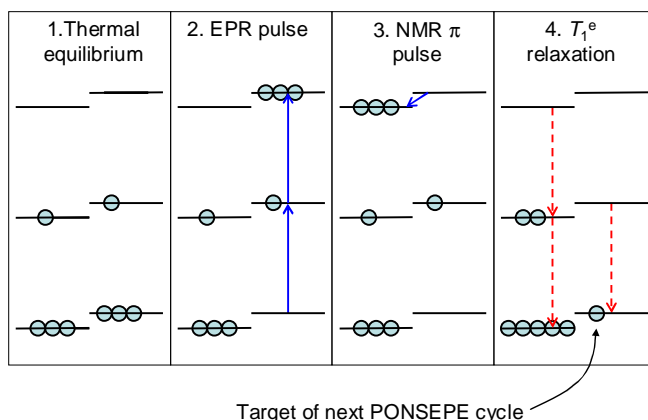 1.Thermal
equilibrium
2. EPR pulse
3. NMR π
pulse
4. T₁ᵉ
relaxation
Target of next PONSEPE cycle